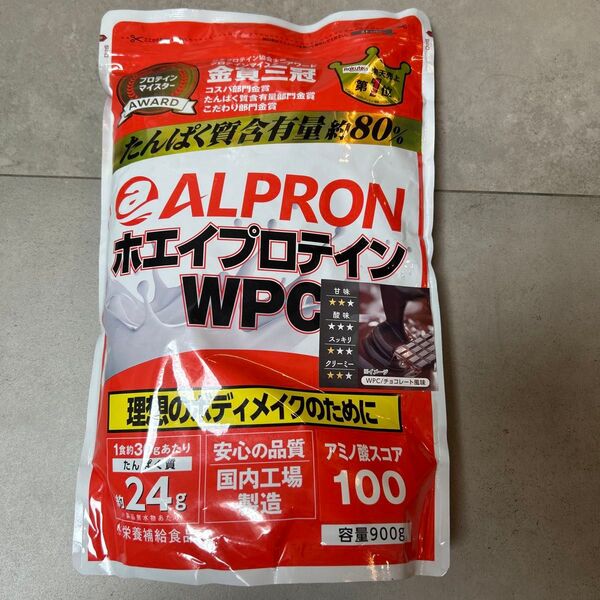 プロテイン
マイスター
AWARD
金賞三冠
コスパ部門金賞
たんぱく質含有量部門金賞
こだわり部門金賞
たんぱく質含有量 約80%
a ALPRON
ホエイプロテイン
WPC
甘味
★★★
酸味
★★★
スッキリ
★★★
クリーミー
★★★
※イメージ
WPC/チョコレート風味
理想のボディメイクのために
1食約30gあたり
たんぱく質
約24g
安心の品質
国内工場
製造
アミノ酸スコア
100
栄養補給食品
容量900g